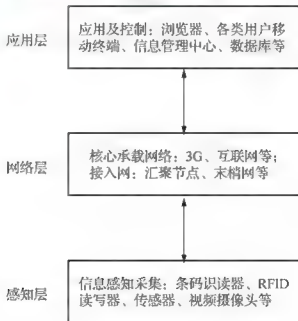 应用层
应用及控制：浏览器、各类用户移
动终端、信息管理中心、数据库等
网络层
核心承载网络：3G、互联网等；
接入网：汇聚节点、末梢网等
感知层
信息感知采集：条码识读器、RFID
读写器、传感器、视频摄像头等